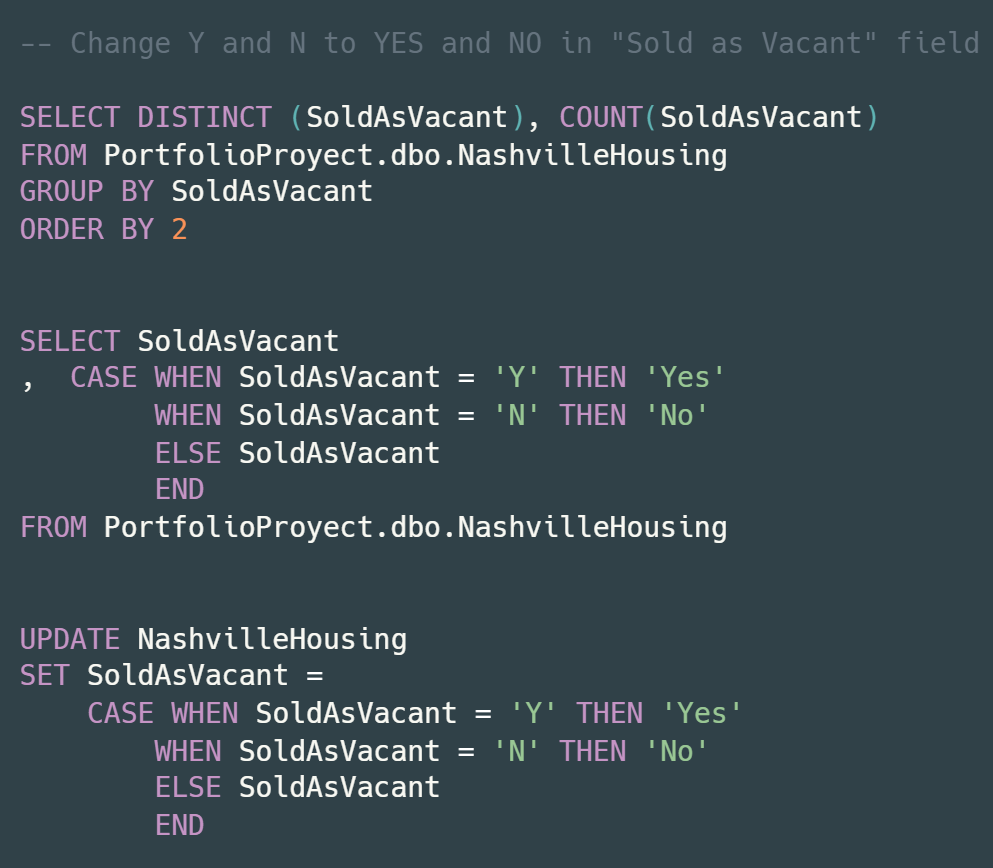 -- Change Y and N to YES and NO in "Sold as Vacant" field
SELECT DISTINCT (SoldAsVacant), COUNT(SoldAsVacant)
FROM PortfolioProyect.dbo.NashvilleHousing
GROUP BY SoldAsVacant
ORDER BY 2
SELECT SoldAsVacant
,  CASE WHEN SoldAsVacant = 'Y' THEN 'Yes'
        WHEN SoldAsVacant = 'N' THEN 'No'
        ELSE SoldAsVacant
        END
FROM PortfolioProyect.dbo.NashvilleHousing
UPDATE NashvilleHousing
SET SoldAsVacant =
    CASE WHEN SoldAsVacant = 'Y' THEN 'Yes'
        WHEN SoldAsVacant = 'N' THEN 'No'
        ELSE SoldAsVacant
        END